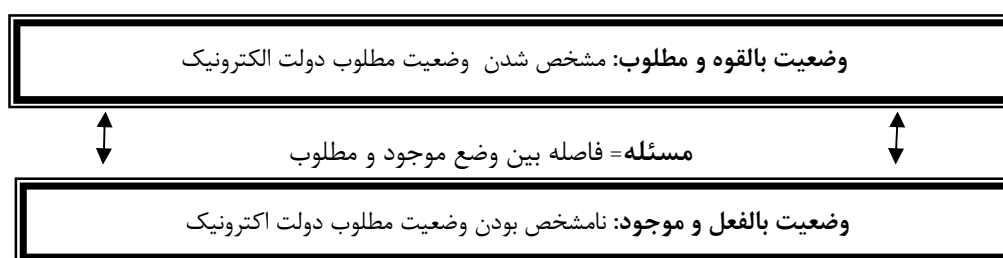 وضعیت بالقوه و مطلوب: مشخص شدن وضعیت مطلوب دولت الکترونیک
مسئله= فاصله بین وضع موجود و مطلوب
وضعیت بالفعل و موجود: نامشخص بودن وضعیت مطلوب دولت اکترونیک